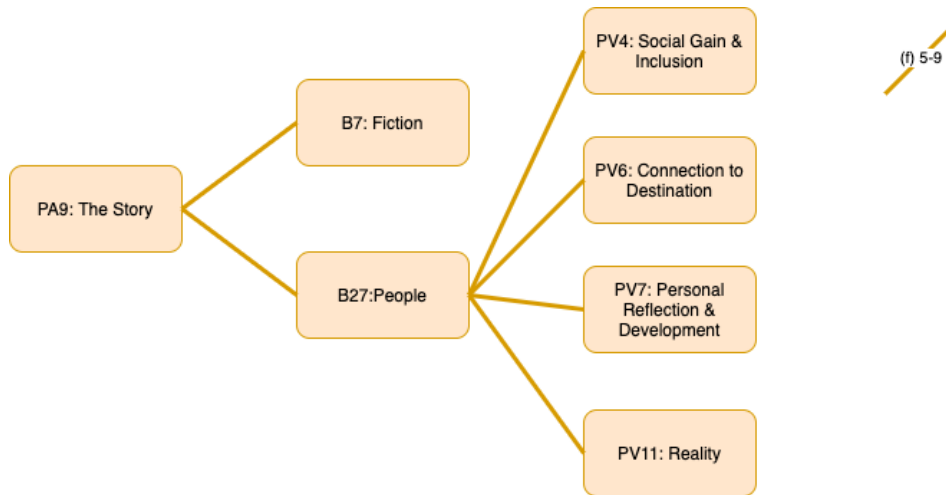 PV4: Social Gain &
Inclusion
(f) 5-9
B7: Fiction
PV6: Connection to
Destination
PA9: The Story
B27:People
PV7: Personal
Reflection &
Development
PV11: Reality